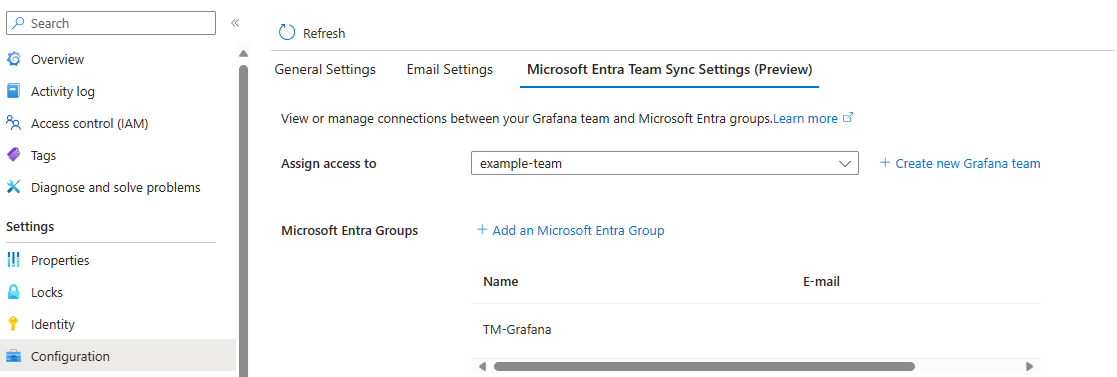 Search
Overview
Activity log
Access control (IAM)
Tags
Diagnose and solve problems
Settings
Properties
Locks
Identity
Configuration
Refresh
General Settings
Email Settings
Microsoft Entra Team Sync Settings (Preview)
View or manage connections between your Grafana team and Microsoft Entra groups.Learn more
Assign access to
example-team
Create new Grafana team
Microsoft Entra Groups
Add an Microsoft Entra Group
Name
E-mail
TM-Grafana